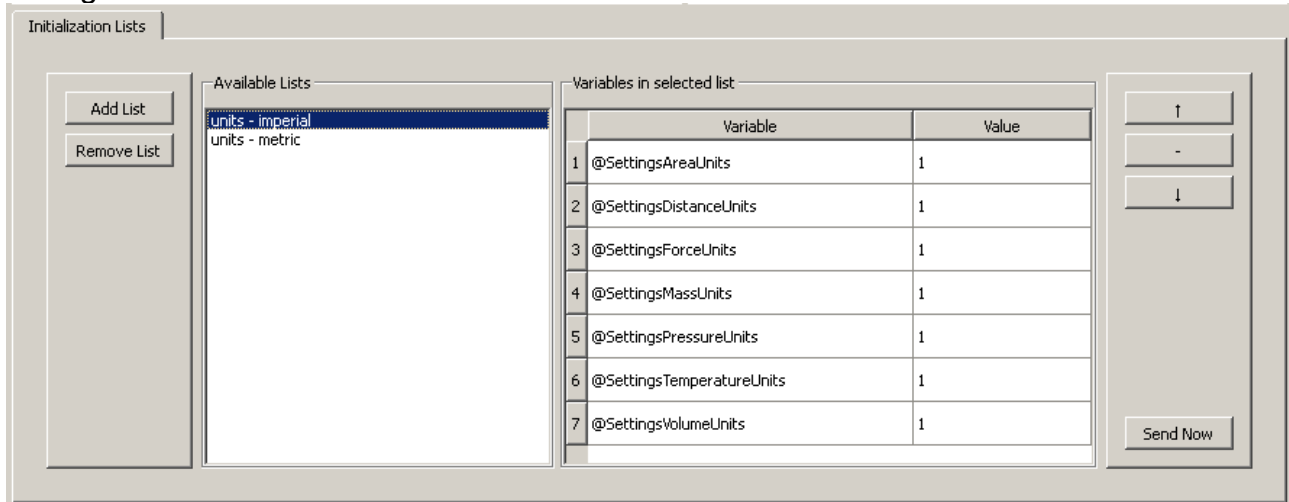 Initialization Lists
Add List
Remove List
Available Lists
units - imperial
units - metric
Variables in selected list
Variable Value
1 @SettingsAreaUnits 1
2 @SettingsDistanceUnits 1
3 @SettingsForceUnits 1
4 @SettingsMassUnits 1
5 @SettingsPressureUnits 1
6 @SettingsTemperatureUnits 1
7 @SettingsVolumeUnits 1
↑
-
↓
Send Now